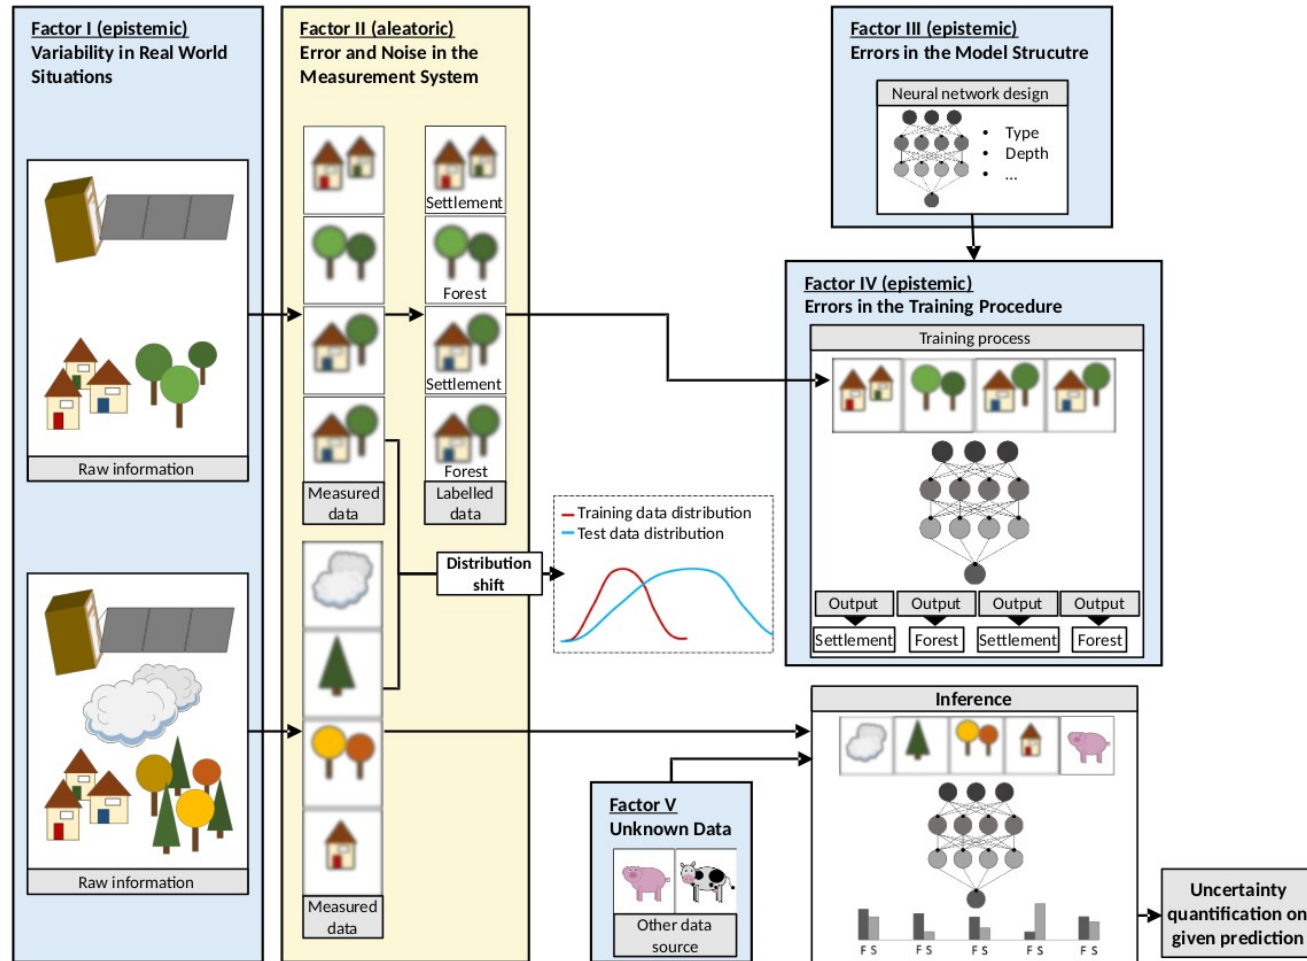 Factor I (epistemic)
Variability in Real World
Situations
Raw information
Raw information
Factor II (aleatoric)
Error and Noise in the
Measurement System
Settlement
Forest
Settlement
Forest
Measured
data
Labelled
data
Measured
data
Distribution
shift
Training data distribution
Test data distribution
Factor III (epistemic)
Errors in the Model Strucutre
Neural network design
• Type
• Depth
• ...
Factor IV (epistemic)
Errors in the Training Procedure
Training process
Output
Output
Output
Output
Settlement
Forest
Settlement
Forest
Factor V
Unknown Data
Other data
source
Inference
F S
F S
F S
F S
F S
Uncertainty
quantification on
given prediction